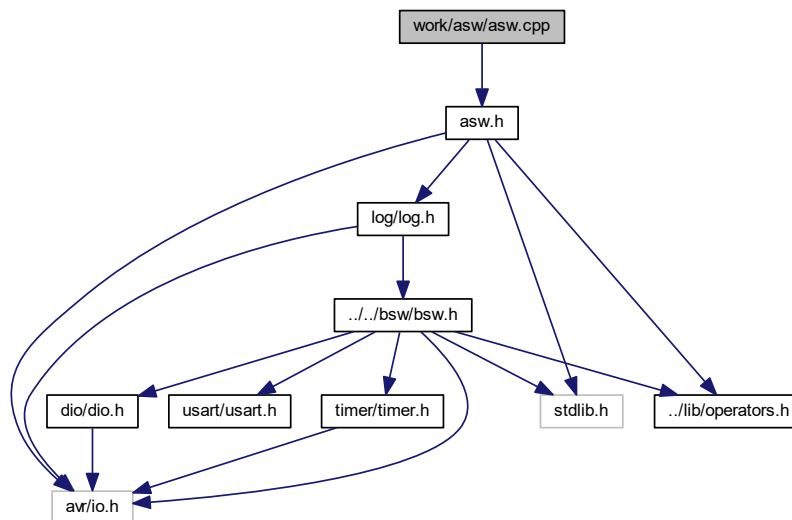 work/asw/asw.cpp
asw.h
log/log.h
../../bsw/bsw.h
dio/dio.h
usart/usart.h
timer/timer.h
stdlib.h
../lib/operators.h
avr/io.h